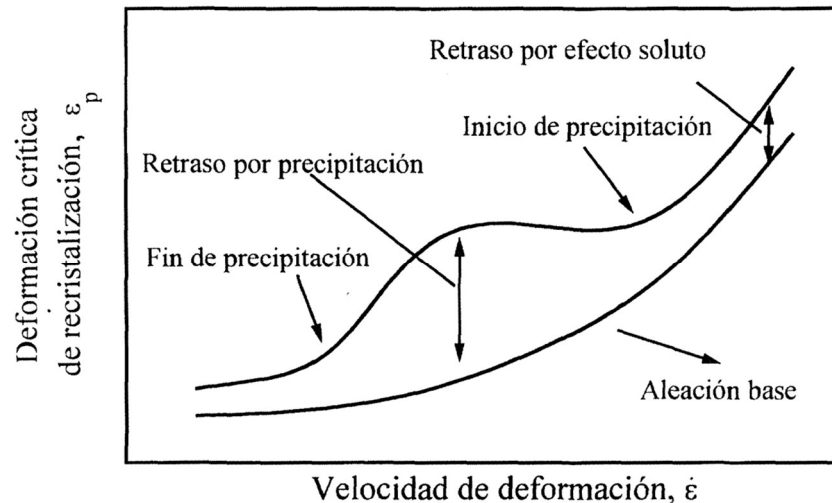 Deformación crítica
de recristalización, ε_p
Retraso por efecto soluto
Inicio de precipitación
Retraso por precipitación
Fin de precipitación
Aleación base
Velocidad de deformación, ε̇